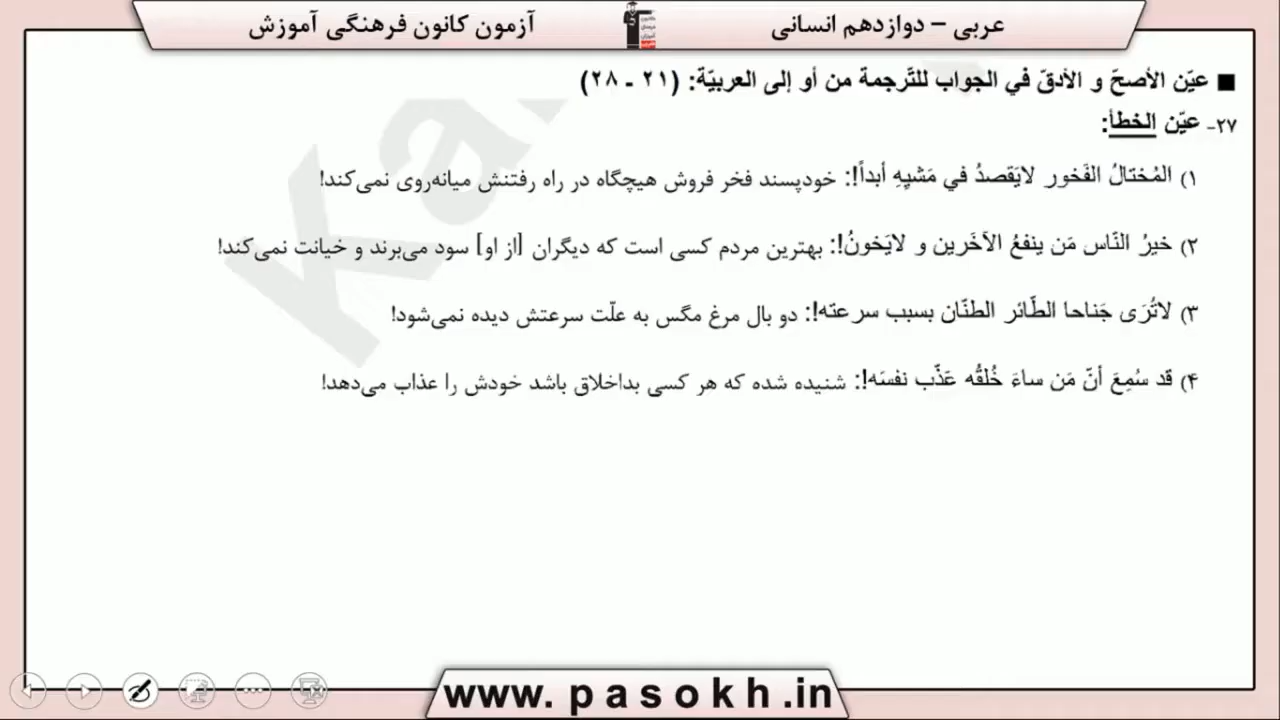 عربی – دوازدهم انسانی
آزمون کانون فرهنگی آموزش
■ عیّن الأصحّ و الأدقّ في الجواب للتّرجمة من أو إلی العربیّة: (۲۱ ـ ۲۸)
۲۷- عیّن الخطأ:
۱) المُختالُ الفَخور لایَقصدُ في مَشیِهِ أبداً!: خودپسند فخر فروش هیچگاه در راه رفتنش میانه‌روی نمی‌کند!
۲) خیرُ النّاس مَن ینفعُ الآخَرین و لایَخونُ!: بهترین مردم کسی است که دیگران [از او] سود می‌برند و خیانت نمی‌کند!
۳) لاتُرَی جَناحا الطّائر الطنّان بسبب سرعته!: دو بال مرغ مگس به علّت سرعتش دیده نمی‌شود!
۴) قد سُمِعَ أنّ مَن ساءَ خُلقُه عَذّب نفسَه!: شنیده شده که هر کسی بداخلاق باشد خودش را عذاب می‌دهد!
www. pasokh.in